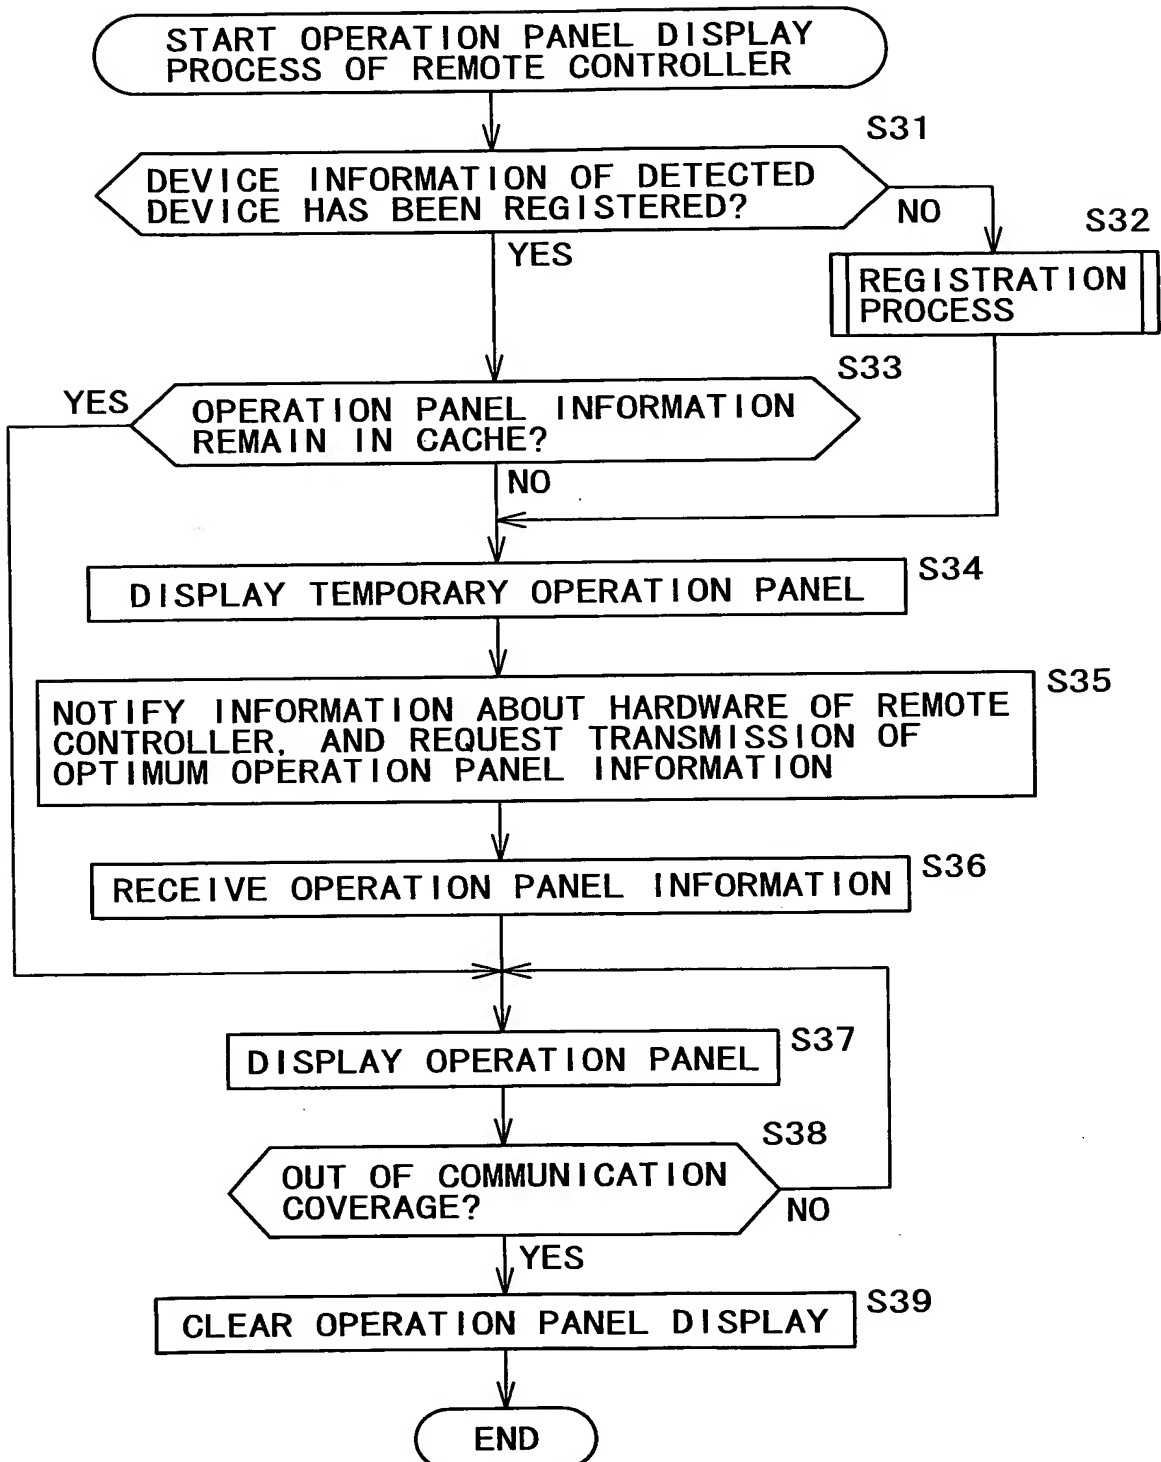 START OPERATION PANEL DISPLAY
PROCESS OF REMOTE CONTROLLER
S31
DEVICE INFORMATION OF DETECTED
DEVICE HAS BEEN REGISTERED?
NO
YES
S32
REGISTRATION
PROCESS
S33
YES
OPERATION PANEL INFORMATION
REMAIN IN CACHE?
NO
S34
DISPLAY TEMPORARY OPERATION PANEL
S35
NOTIFY INFORMATION ABOUT HARDWARE OF REMOTE
CONTROLLER, AND REQUEST TRANSMISSION OF
OPTIMUM OPERATION PANEL INFORMATION
S36
RECEIVE OPERATION PANEL INFORMATION
S37
DISPLAY OPERATION PANEL
S38
OUT OF COMMUNICATION
COVERAGE?
NO
YES
S39
CLEAR OPERATION PANEL DISPLAY
END